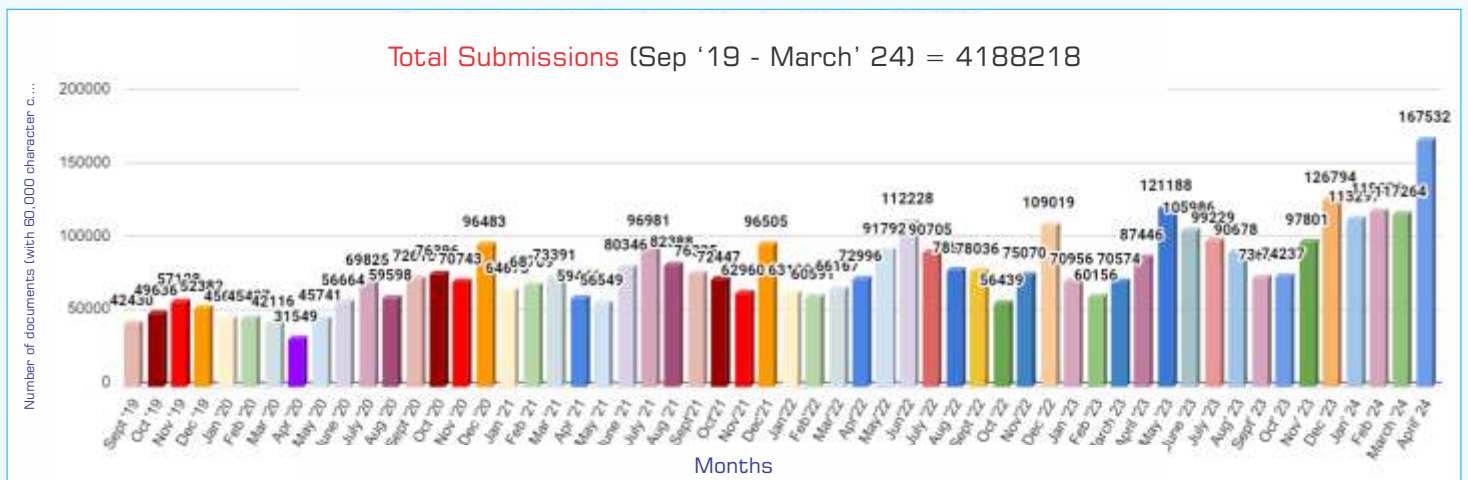 Total Submissions (Sep ‘19 - March’ 24) = 4188218
Number of documents (with 60,000 character c....
200000
150000
100000
50000
0
42430
49636
52382
42116
31549
45741
56664
69825
59598
70743
96483
73391
56549
80346
96981
82388
72447
62960
96505
66167
72996
91792
112228
90705
78036
56439
75070
109019
70956
60156
70574
87446
121188
105986
99229
90678
74237
97801
126794
117264
167532
Sept '19
Oct '19
Nov '19
Dec '19
Jan '20
Feb '20
Mar '20
Apr '20
May '20
June '20
July '20
Aug '20
Sept '20
Oct '20
Nov '20
Dec '20
Jan '21
Feb '21
Mar '21
Apr '21
May '21
June '21
July '21
Aug '21
Sept'21
Oct'21
Nov'21
Dec'21
Jan'22
Feb'22
Mar'22
Apr'22
May'22
Jun'22
July '22
Aug '22
Sept '22
Oct '22
Nov'22
Dec '22
Jan '23
Feb '23
March '23
April '23
May '23
June '23
July '23
Aug '23
Sept '23
Oct '23
Nov' 23
Dec '23
Jan' 24
Feb' 24
March' 24
April' 24
Months